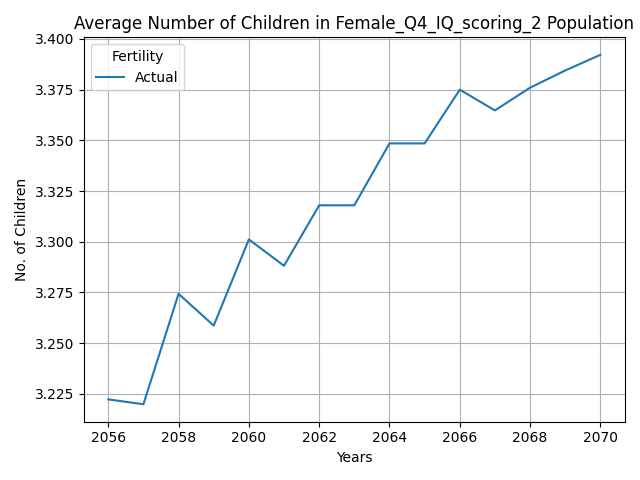 Average Number of Children in Female_Q4_IQ_scoring_2 Population
Fertility
Actual
3.400
3.375
3.350
3.325
3.300
3.275
3.250
3.225
No. of Children
2056 2058 2060 2062 2064 2066 2068 2070
Years